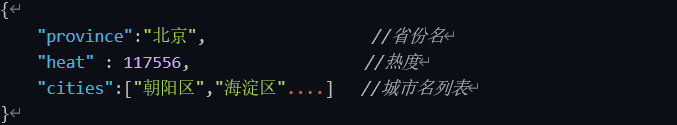 {
"province":"北京", //省份名
"heat" : 117556, //热度
"cities":["朝阳区","海淀区"....] //城市名列表
}